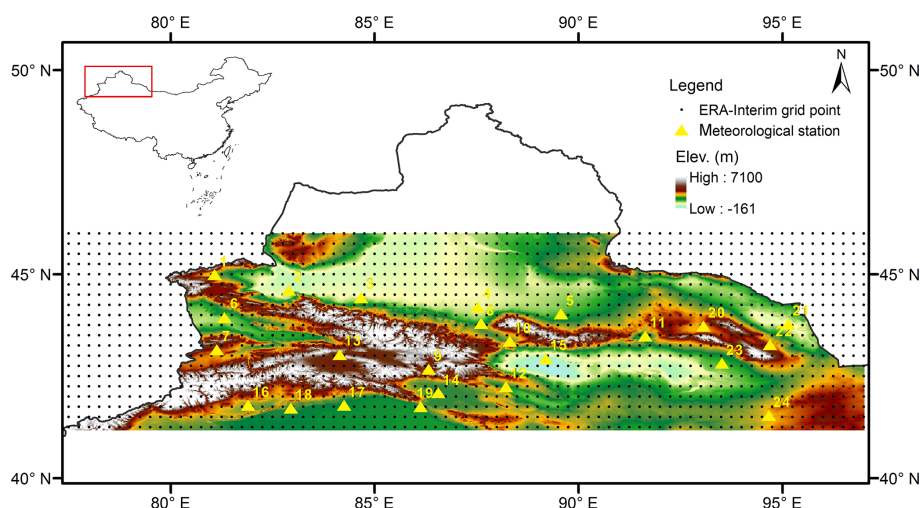 80° E 85° E 90° E 95° E
50° N 50° N
N
Legend
ERA-Interim grid point
Meteorological station
Elev. (m)
High : 7100
Low : -161
45° N 45° N
1
2
3
4
5
6
7
9
10
11
12
13
14
15
16
17
18
19
20
21
23
24
40° N 40° N
80° E 85° E 90° E 95° E